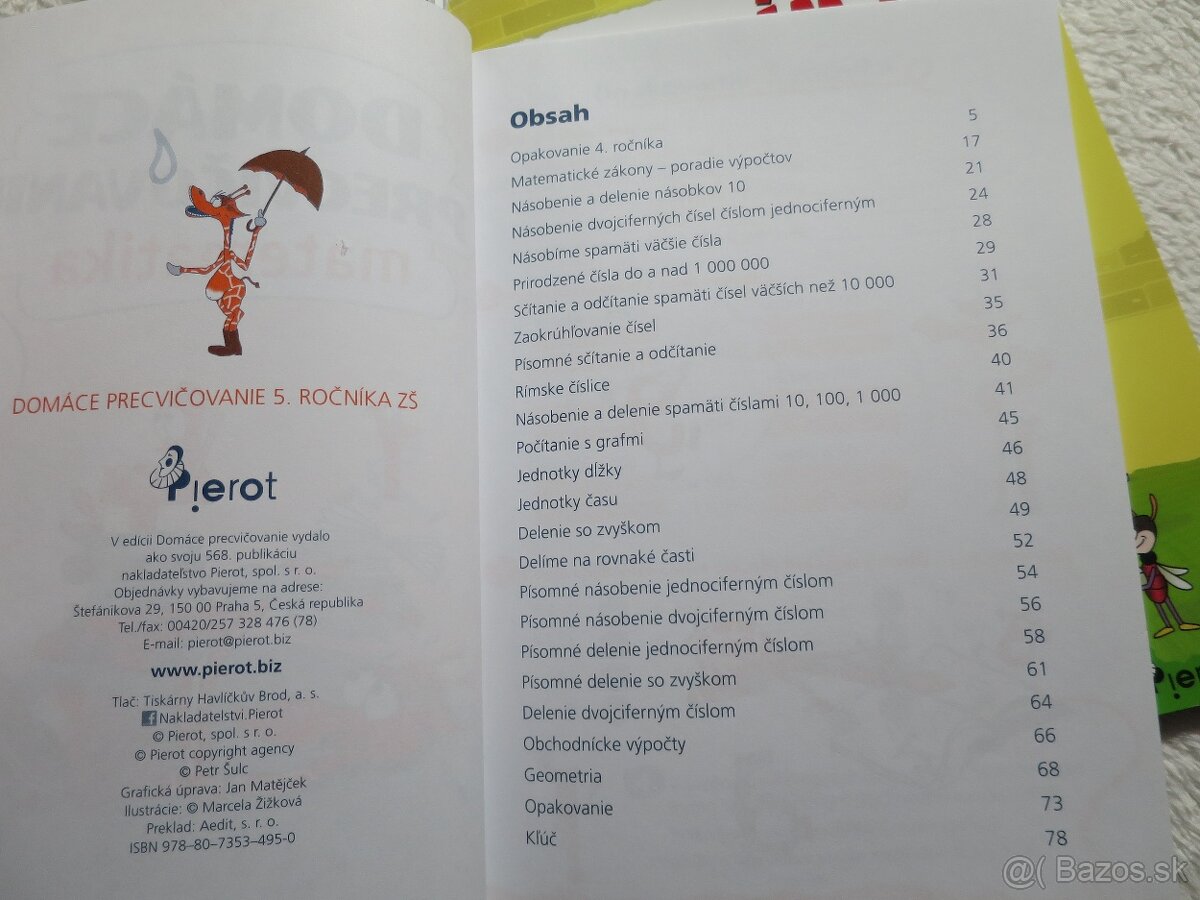 DOMÁCE PRECVIČOVANIE 5. ROČNÍKA ZŠ
Pierot
V edícii Domáce precvičovanie vydalo
ako svoju 568. publikáciu
nakladateľstvo Pierot, spol. s r. o.
Objednávky vybavujeme na adrese:
Štefánikova 29, 150 00 Praha 5, Česká republika
Tel./fax: 00420/257 328 476 (78)
E-mail: pierot@pierot.biz
www.pierot.biz
Tlač: Tiskárny Havlíčkův Brod, a. s.
Nakladatelstvi.Pierot
© Pierot, spol. s r. o.
© Pierot copyright agency
© Petr Šulc
Grafická úprava: Jan Matějček
Ilustrácie: © Marcela Žižková
Preklad: Aedit, s. r. o.
ISBN 978–80–7353–495–0
Obsah
Opakovanie 4. ročníka 5
Matematické zákony – poradie výpočtov 17
Násobenie a delenie násobkov 10 21
Násobenie dvojciferných čísel číslom jednociferným 24
Násobíme spamäti väčšie čísla 28
Prirodzené čísla do a nad 1 000 000 29
Sčítanie a odčítanie spamäti čísel väčších než 10 000 31
Zaokrúhľovanie čísel 35
Písomné sčítanie a odčítanie 36
Rímske číslice 40
Násobenie a delenie spamäti číslami 10, 100, 1 000 41
Počítanie s grafmi 45
Jednotky dĺžky 46
Jednotky času 48
Delenie so zvyškom 49
Delíme na rovnaké časti 52
Písomné násobenie jednociferným číslom 54
Písomné násobenie dvojciferným číslom 56
Písomné delenie jednociferným číslom 58
Písomné delenie so zvyškom 61
Delenie dvojciferným číslom 64
Obchodnícke výpočty 66
Geometria 68
Opakovanie 73
Kľúč 78
@( Bazos.sk